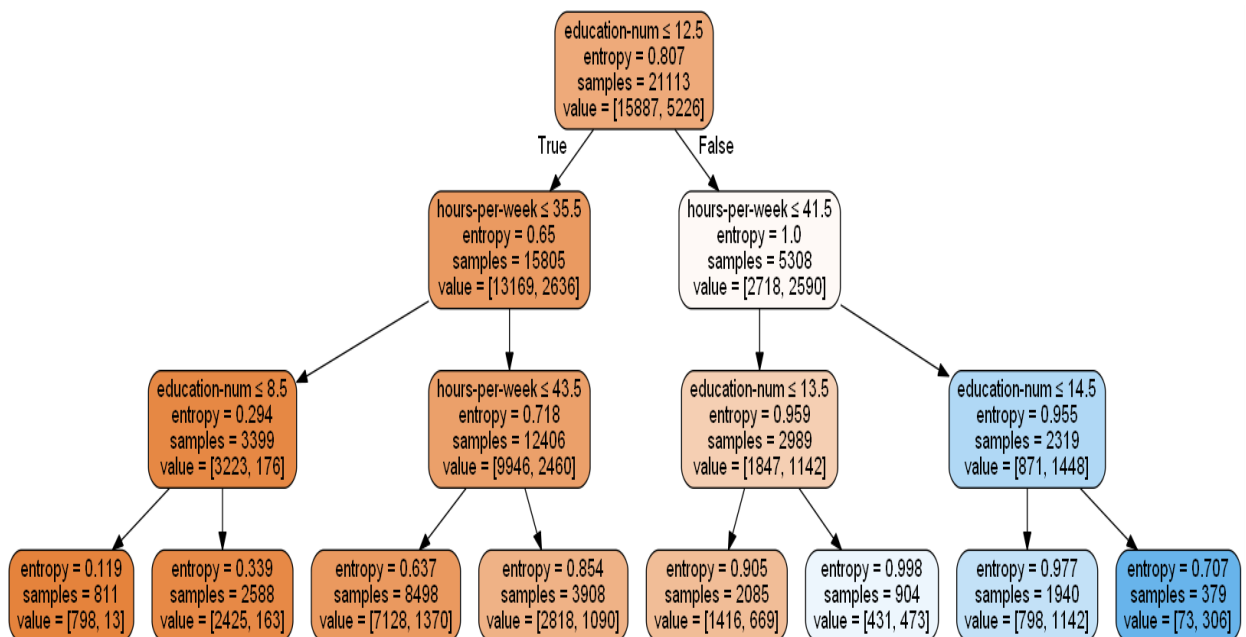 education-num ≤ 12.5
entropy = 0.807
samples = 21113
value = [15887, 5226]
True
False
hours-per-week ≤ 35.5
entropy = 0.65
samples = 15805
value = [13169, 2636]
hours-per-week ≤ 41.5
entropy = 1.0
samples = 5308
value = [2718, 2590]
education-num ≤ 8.5
entropy = 0.294
samples = 3399
value = [3223, 176]
hours-per-week ≤ 43.5
entropy = 0.718
samples = 12406
value = [9946, 2460]
education-num ≤ 13.5
entropy = 0.959
samples = 2989
value = [1847, 1142]
education-num ≤ 14.5
entropy = 0.955
samples = 2319
value = [871, 1448]
entropy = 0.119
samples = 811
value = [798, 13]
entropy = 0.339
samples = 2588
value = [2425, 163]
entropy = 0.637
samples = 8498
value = [7128, 1370]
entropy = 0.854
samples = 3908
value = [2818, 1090]
entropy = 0.905
samples = 2085
value = [1416, 669]
entropy = 0.998
samples = 904
value = [431, 473]
entropy = 0.977
samples = 1940
value = [798, 1142]
entropy = 0.707
samples = 379
value = [73, 306]